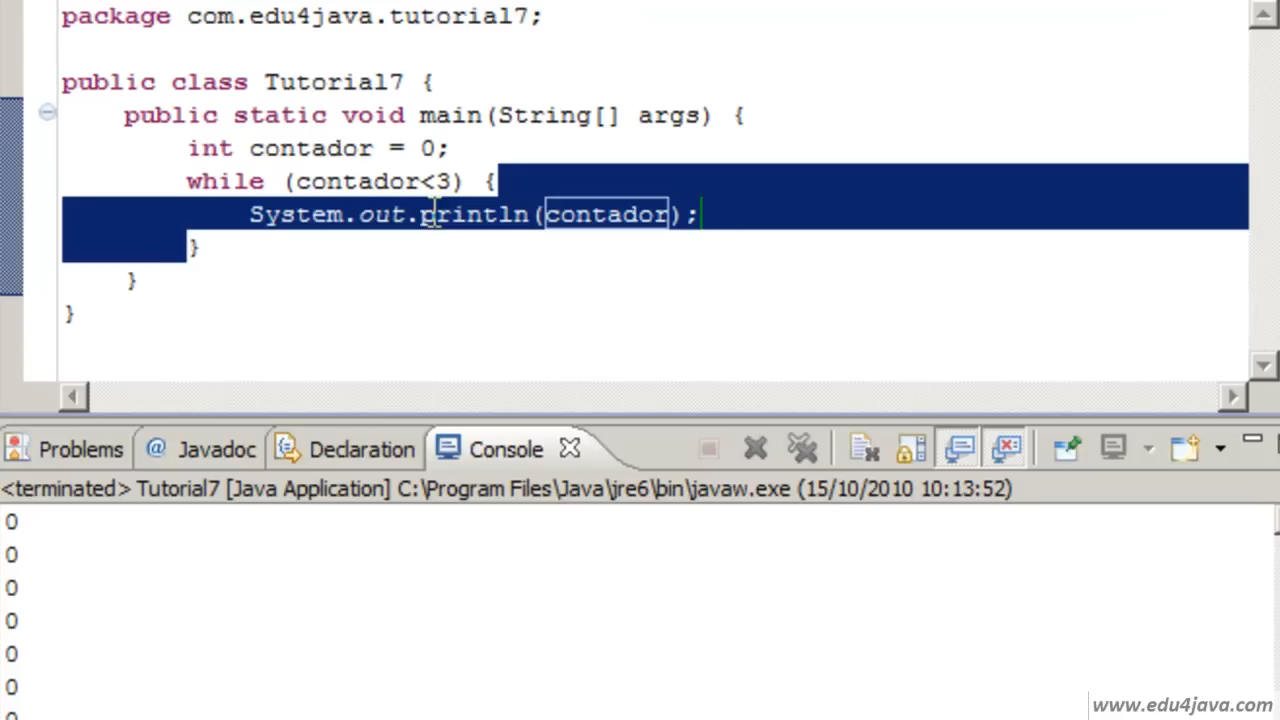 package com.edu4java.tutorial7;
public class Tutorial7 {
public static void main(String[] args) {
int contador = 0;
while (contador<3) {
System.out.println(contador);
}
}
}
Problems @ Javadoc Declaration Console
<terminated> Tutorial7 [Java Application] C:\Program Files\Java\jre6\bin\javaw.exe (15/10/2010 10:13:52)
0
0
0
0
0
0
0
www.edu4java.com